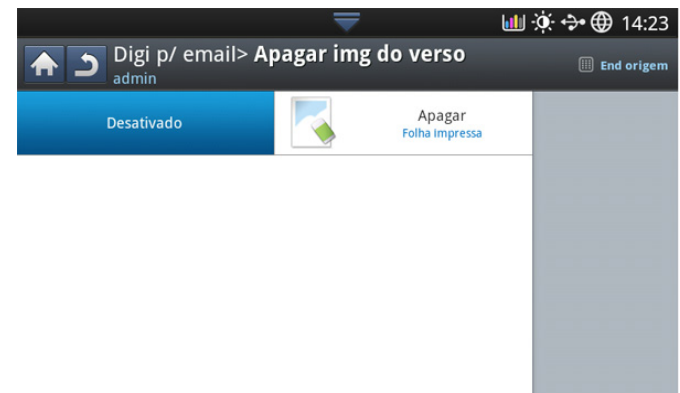 14:23
Digi p/ email> Apagar img do verso
admin
End origem
Desativado
Apagar
Folha Impressa